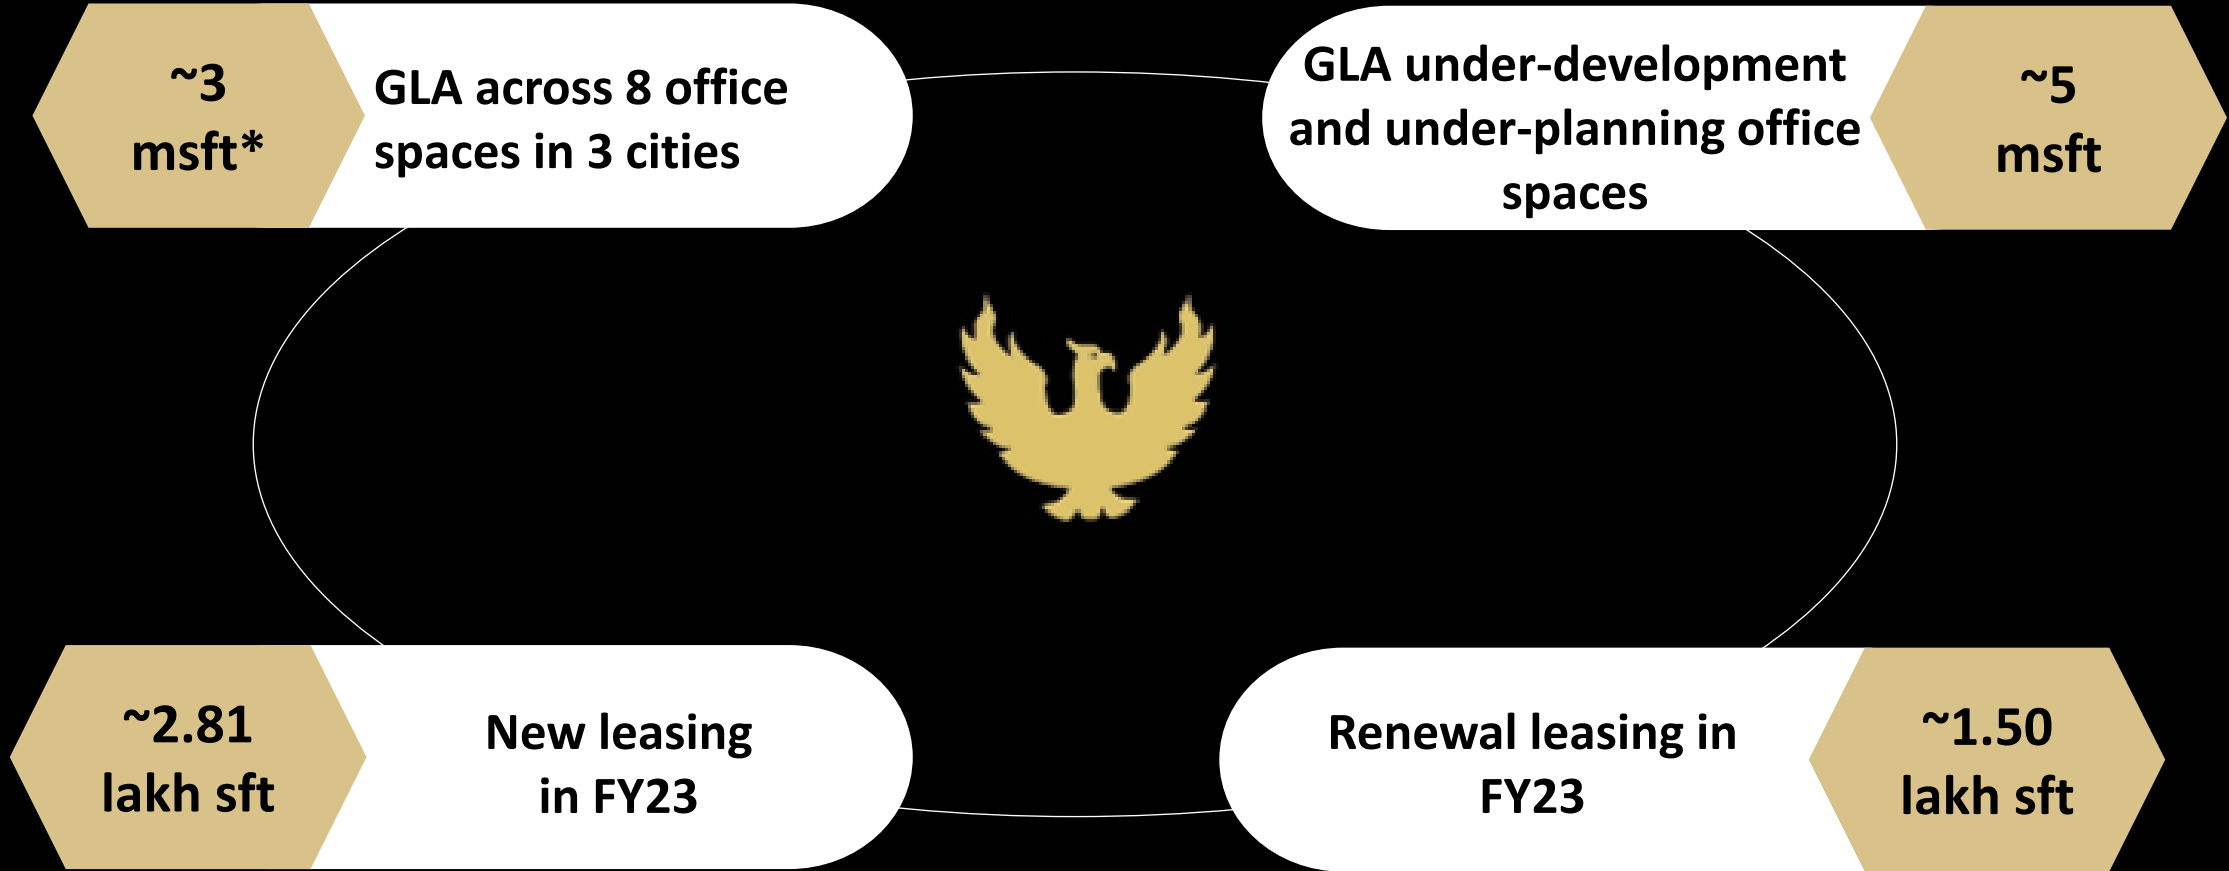 ~3
msft*
GLA across 8 office
spaces in 3 cities
GLA under-development
and under-planning office
spaces
~5
msft
~2.81
lakh sft
New leasing
in FY23
Renewal leasing in
FY23
~1.50
lakh sft